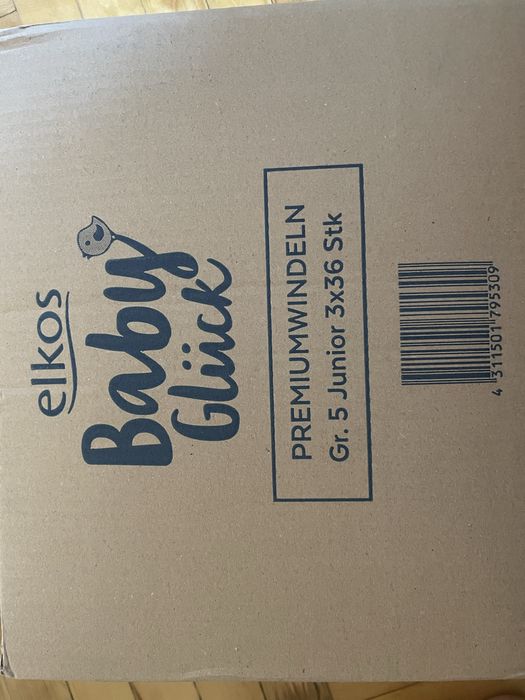 elkos
Baby
Glück
PREMIUMWINDELN
Gr. 5 Junior 3x36 Stk
4 311501 795309